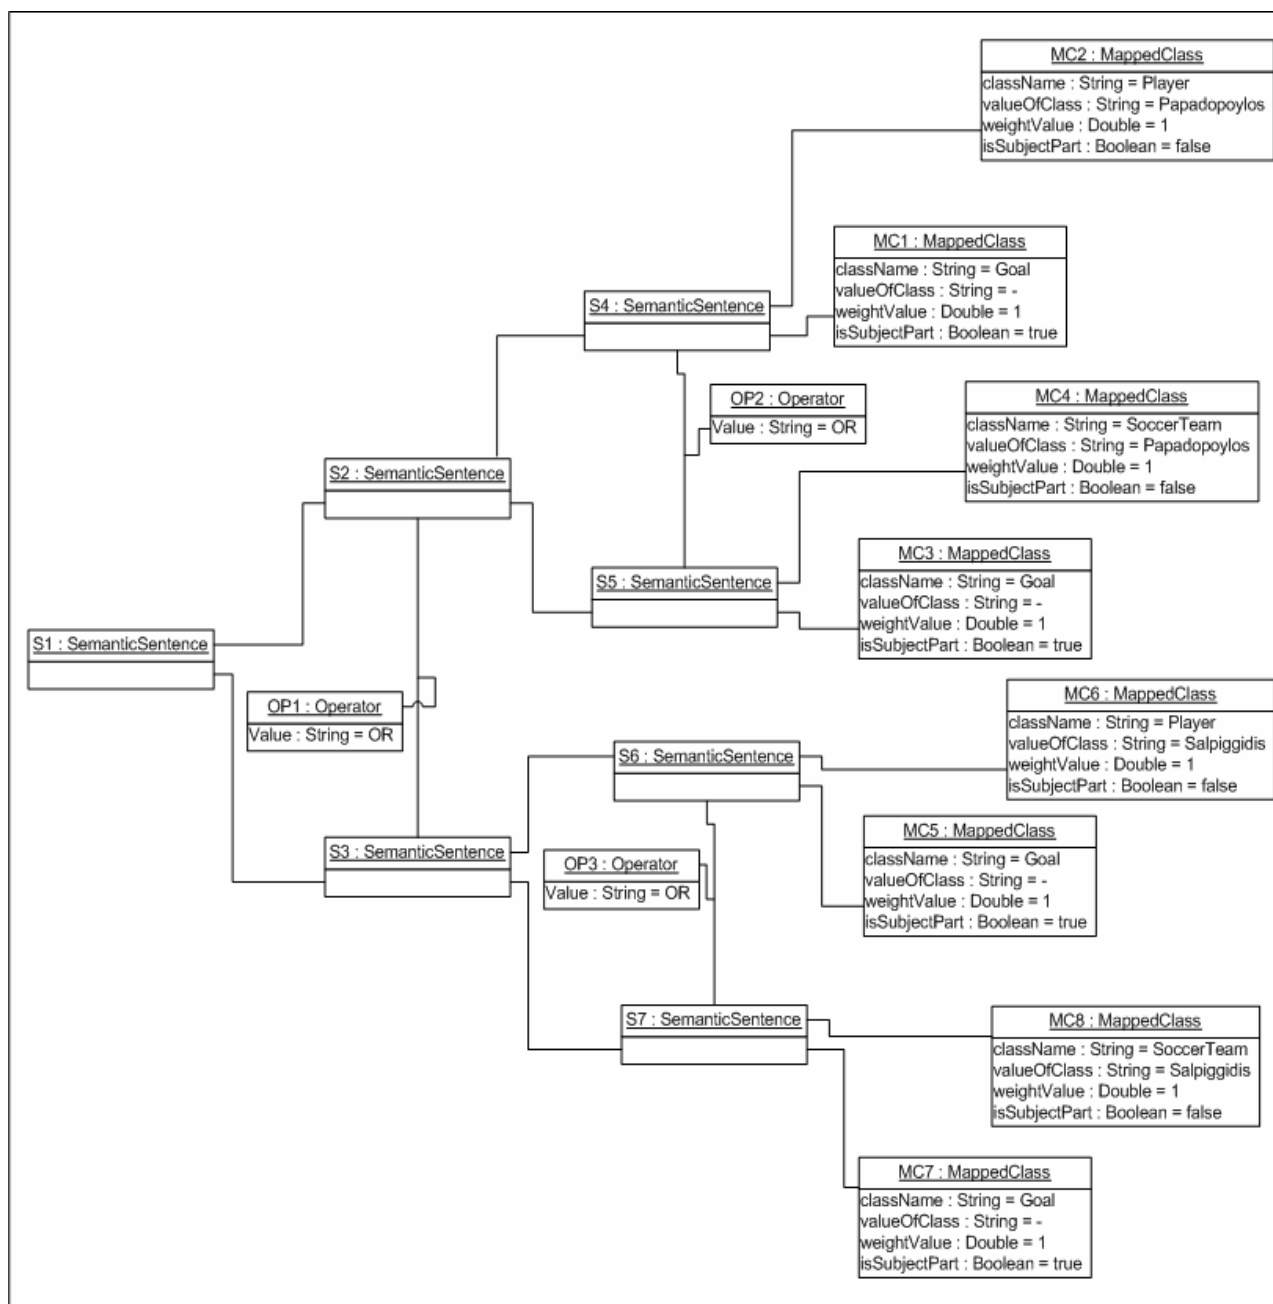 MC2 : MappedClass
className : String = Player
valueOfClass : String = Papadopoylos
weightValue : Double = 1
isSubjectPart : Boolean = false
MC1 : MappedClass
className : String = Goal
valueOfClass : String = -
weightValue : Double = 1
isSubjectPart : Boolean = true
S4 : SemanticSentence
OP2 : Operator
Value : String = OR
MC4 : MappedClass
className : String = SoccerTeam
valueOfClass : String = Papadopoylos
weightValue : Double = 1
isSubjectPart : Boolean = false
S2 : SemanticSentence
MC3 : MappedClass
className : String = Goal
valueOfClass : String = -
weightValue : Double = 1
isSubjectPart : Boolean = true
S5 : SemanticSentence
S1 : SemanticSentence
OP1 : Operator
Value : String = OR
MC6 : MappedClass
className : String = Player
valueOfClass : String = Salpiggidis
weightValue : Double = 1
isSubjectPart : Boolean = false
S6 : SemanticSentence
MC5 : MappedClass
className : String = Goal
valueOfClass : String = -
weightValue : Double = 1
isSubjectPart : Boolean = true
S3 : SemanticSentence
OP3 : Operator
Value : String = OR
S7 : SemanticSentence
MC8 : MappedClass
className : String = SoccerTeam
valueOfClass : String = Salpiggidis
weightValue : Double = 1
isSubjectPart : Boolean = false
MC7 : MappedClass
className : String = Goal
valueOfClass : String = -
weightValue : Double = 1
isSubjectPart : Boolean = true